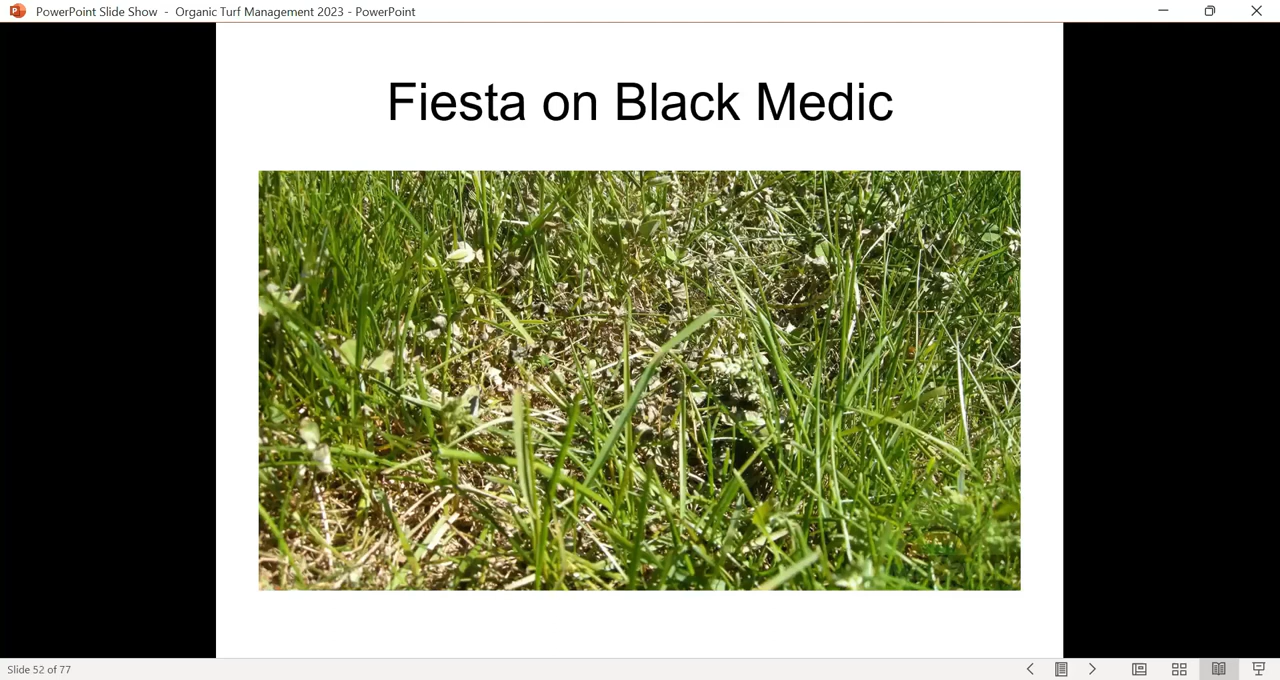 PowerPoint Slide Show - Organic Turf Management 2023 - PowerPoint
Fiesta on Black Medic
Slide 52 of 77